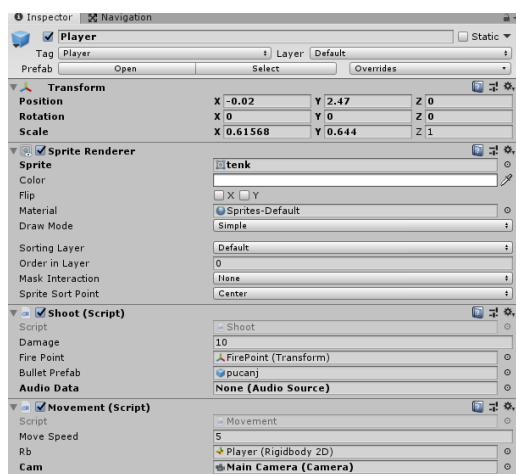 Inspector Navigation
Player Static
Tag Player Layer Default
Prefab Open Select Overrides
Transform
Position X -0.02 Y 2.47 Z 0
Rotation X 0 Y 0 Z 0
Scale X 0.61568 Y 0.644 Z 1
Sprite Renderer
Sprite tenk
Color
Flip X Y
Material Sprites-Default
Draw Mode Simple
Sorting Layer Default
Order in Layer 0
Mask Interaction None
Sprite Sort Point Center
Shoot (Script)
Script Shoot
Damage 10
Fire Point FirePoint (Transform)
Bullet Prefab pucanj
Audio Data None (Audio Source)
Movement (Script)
Script Movement
Move Speed 5
Rb Player (Rigidbody 2D)
Cam Main Camera (Camera)